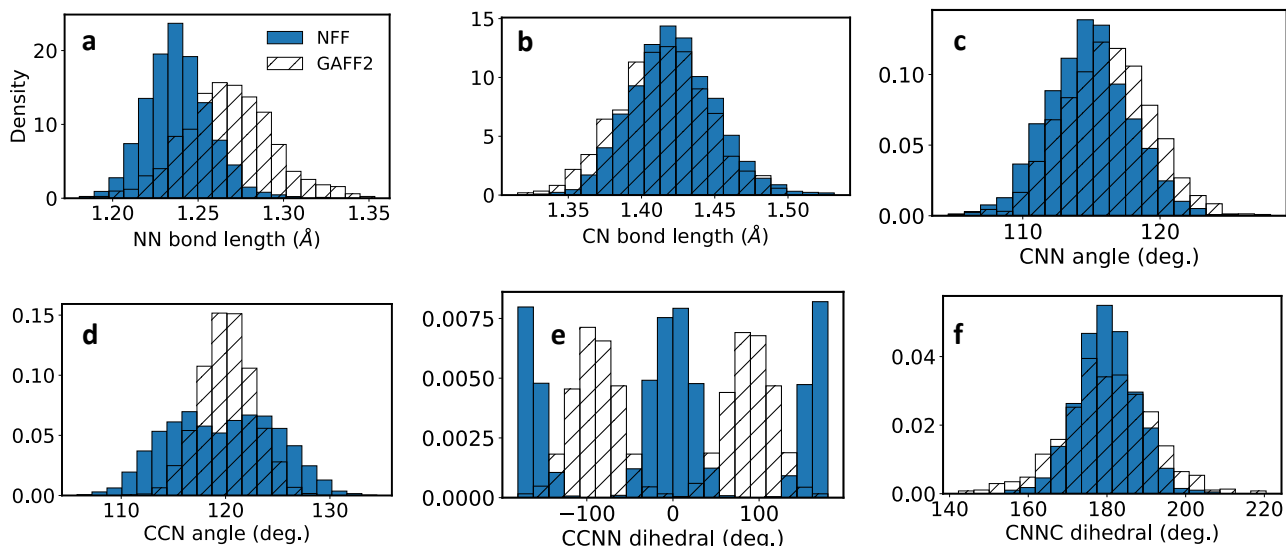 a
NFF
GAFF2
Density
20
10
0
1.20 1.25 1.30 1.35
NN bond length (Å)
b
15
10
5
0
1.35 1.40 1.45 1.50
CN bond length (Å)
c
0.10
0.05
0.00
110 120
CNN angle (deg.)
d
0.15
0.10
0.05
0.00
110 120 130
CCN angle (deg.)
e
0.0075
0.0050
0.0025
0.0000
−100 0 100
CCNN dihedral (deg.)
f
0.04
0.02
0.00
140 160 180 200 220
CNNC dihedral (deg.)